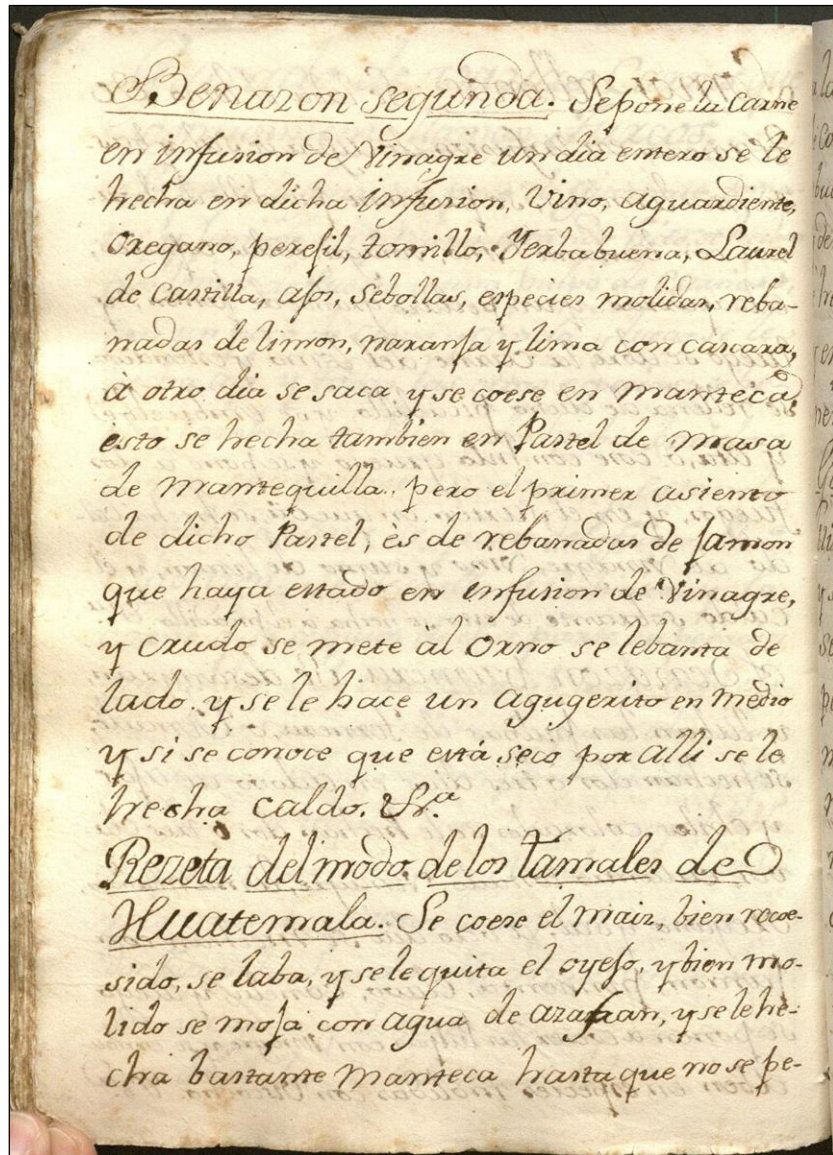 Benazon segunda. Se pone la Carne
en infusion de Vinagre un dia entero se le
hecha en dicha infusion, Vino, aguardiente,
Oregano, perefil, tomillo, Yerbabuena, Laurel
de Castilla, afos, Sebollas, especies molidas, reba-
nadas de limon, naranja y lima con cascara,
à otro dia se saca y se coese en Manteca,
esto se hecha tambien en Pastel de Masa
de Mantequilla. pero el primer asiento
de dicho Pastel, ès de rebanadas de Jamon
que haya estado en infusion de Vinagre,
y crudo se mete àl Orno se lebanta de
lado y se le hace un agugerito en Medio
y si se conoce que està seco por alli se le
hecha Caldo.
Rezeta del modo de los tamales de
Huatemala. Se coese el Maiz, bien recoe-
sido, se laba, y se le quita el oyejo, y bien mo-
lido se moja con agua de azafran, y se le he-
cha bastante Manteca hasta que no se pe-